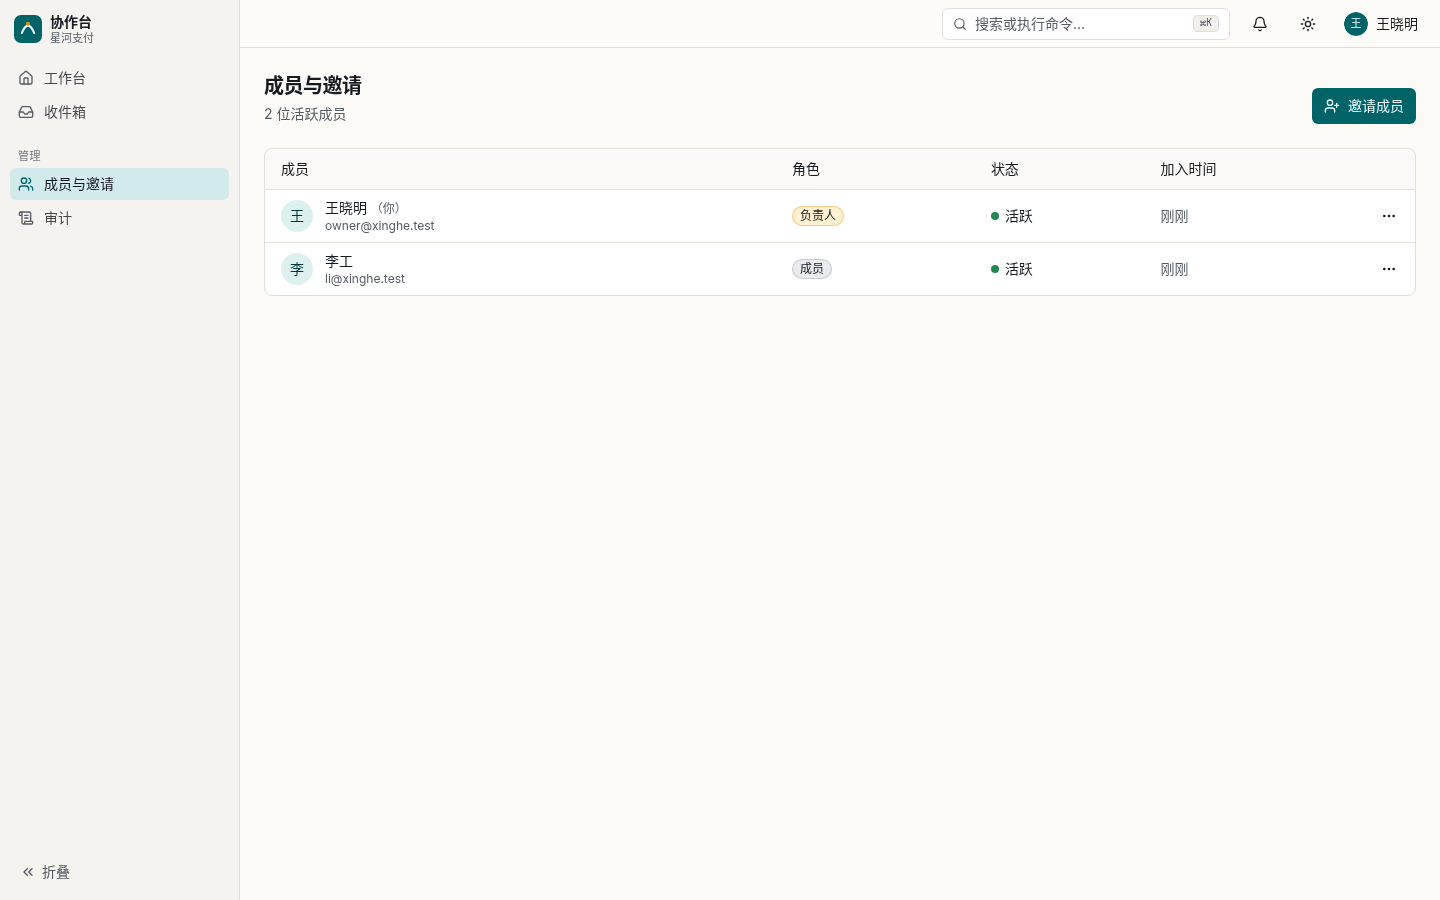 协作台
星河支付
工作台
收件箱
管理
成员与邀请
审计
折叠
搜索或执行命令... ⌘K
王 王晓明
成员与邀请
2 位活跃成员
邀请成员
成员 角色 状态 加入时间
王 王晓明 （你） 负责人 活跃 刚刚
owner@xinghe.test
李 李工 成员 活跃 刚刚
li@xinghe.test